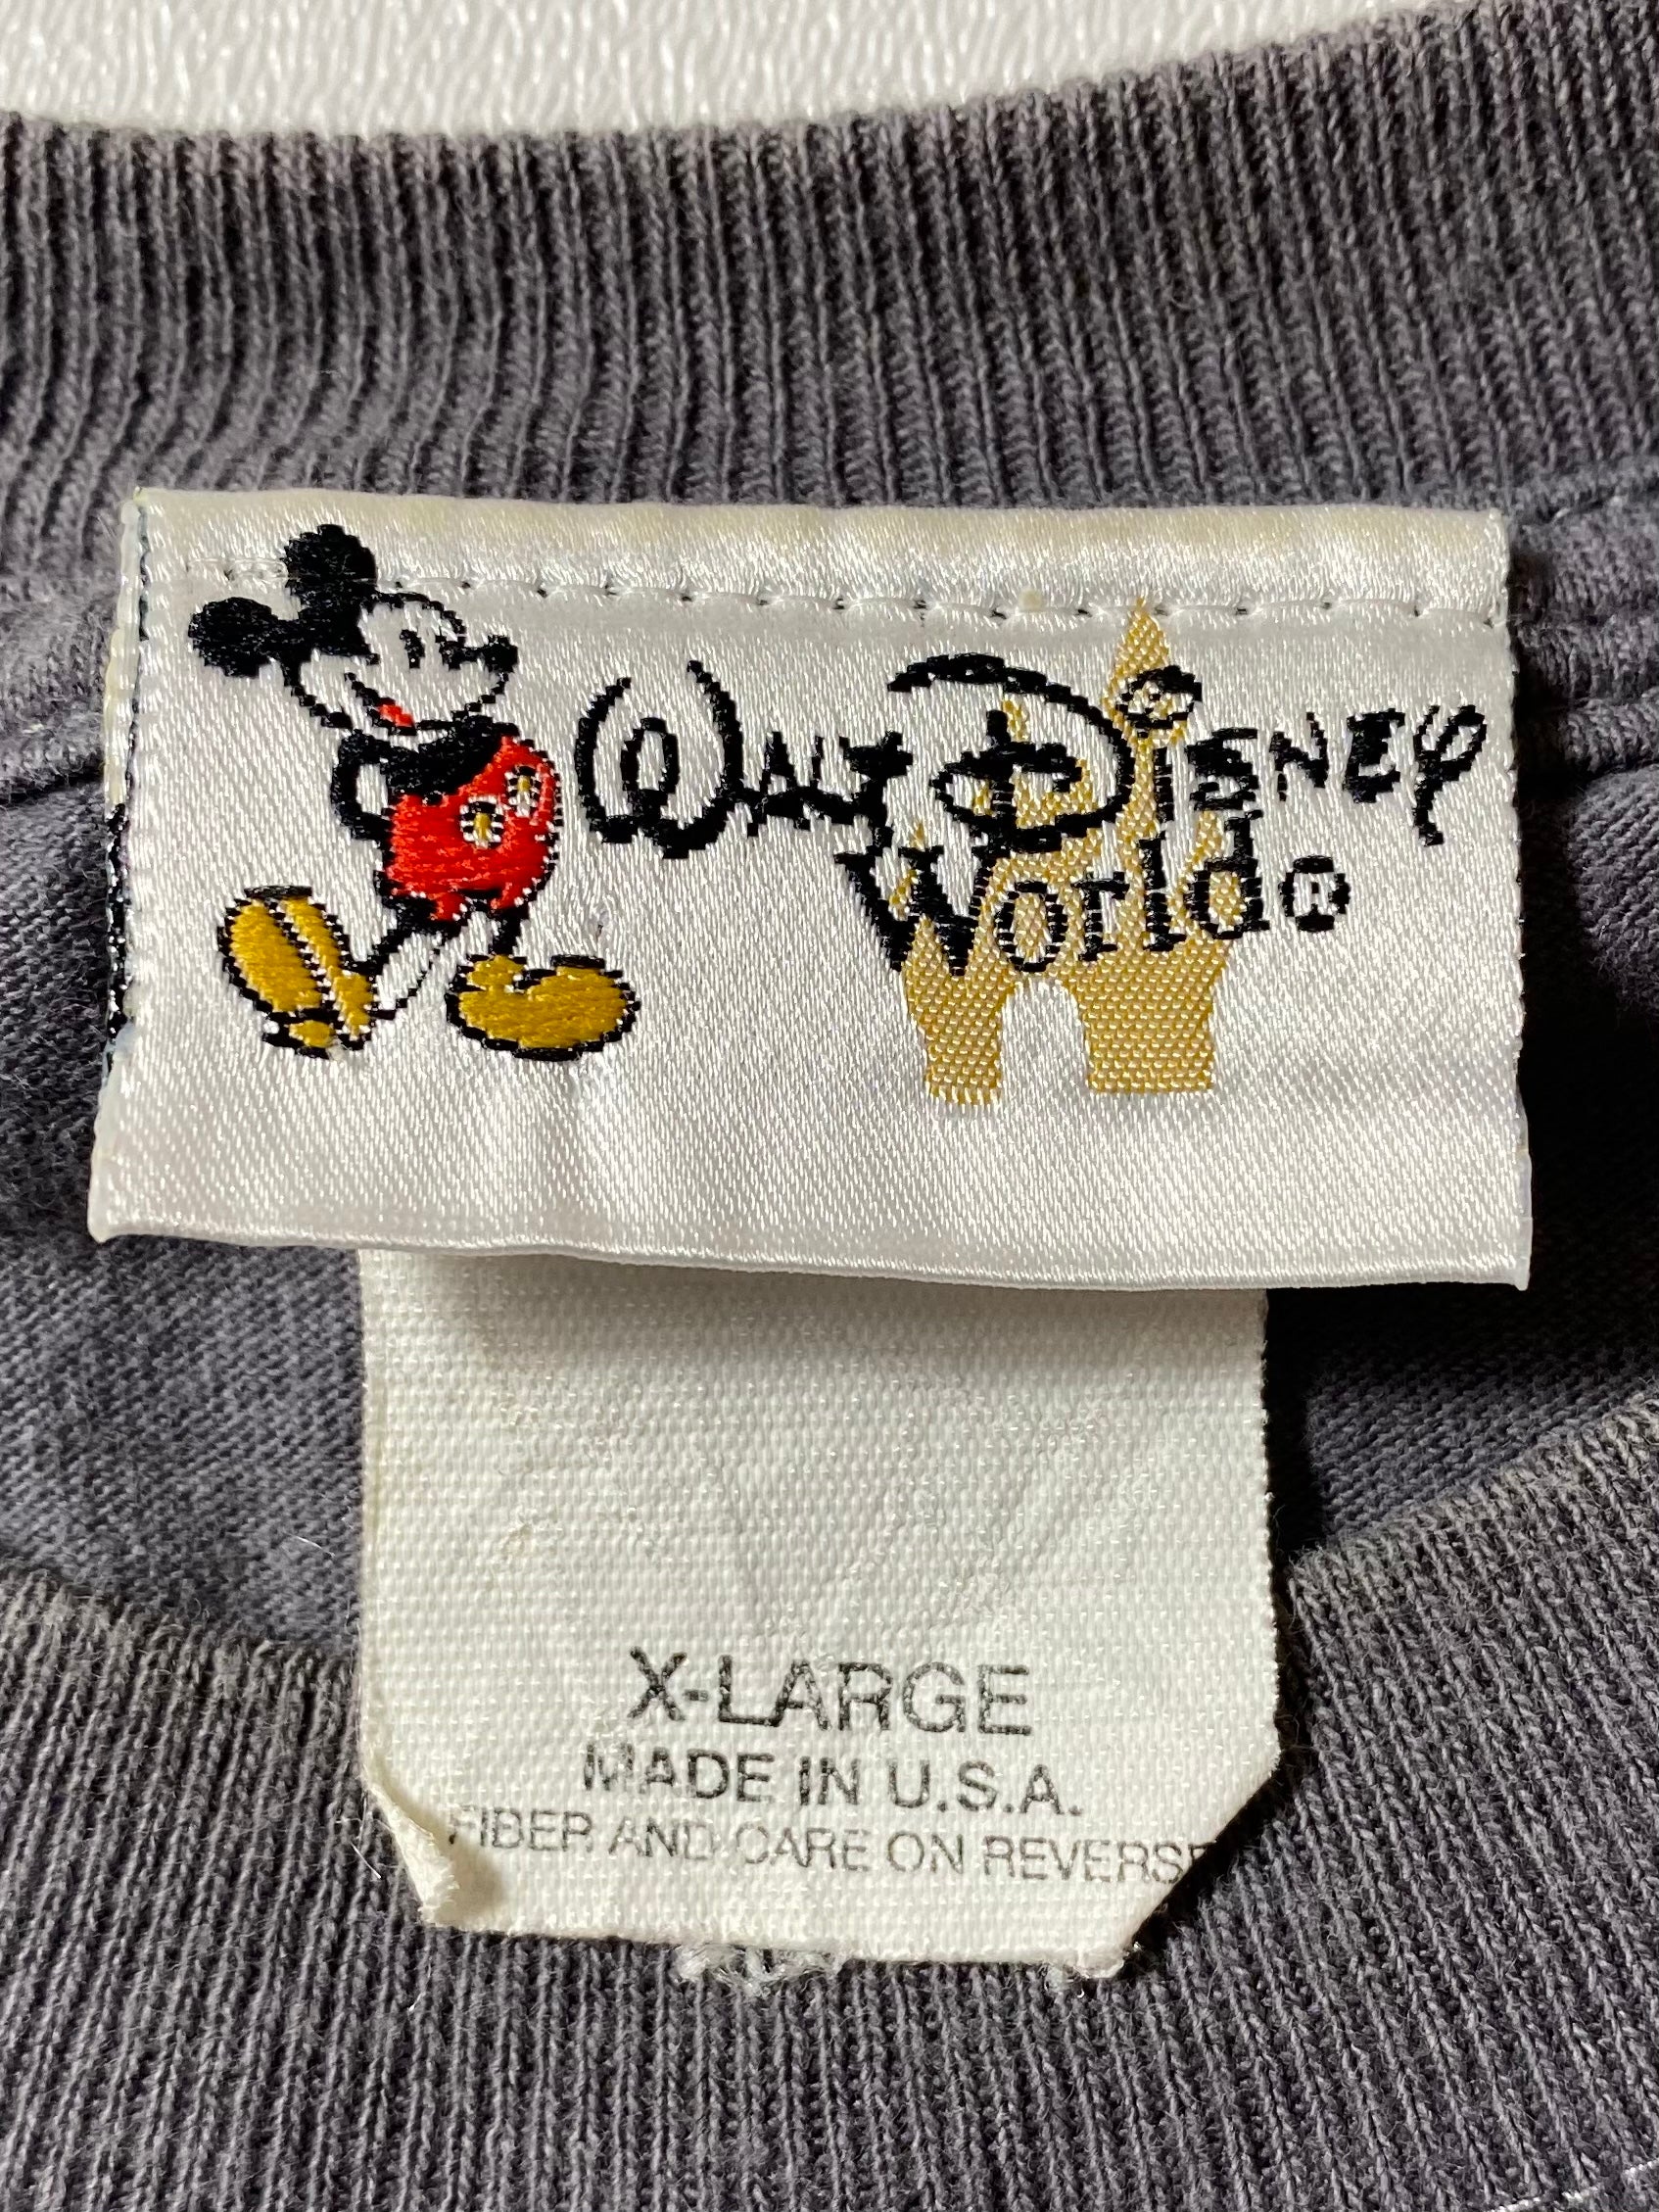 Walt Disney
World®
X-LARGE
MADE IN U.S.A.
FIBER AND CARE ON REVERSE